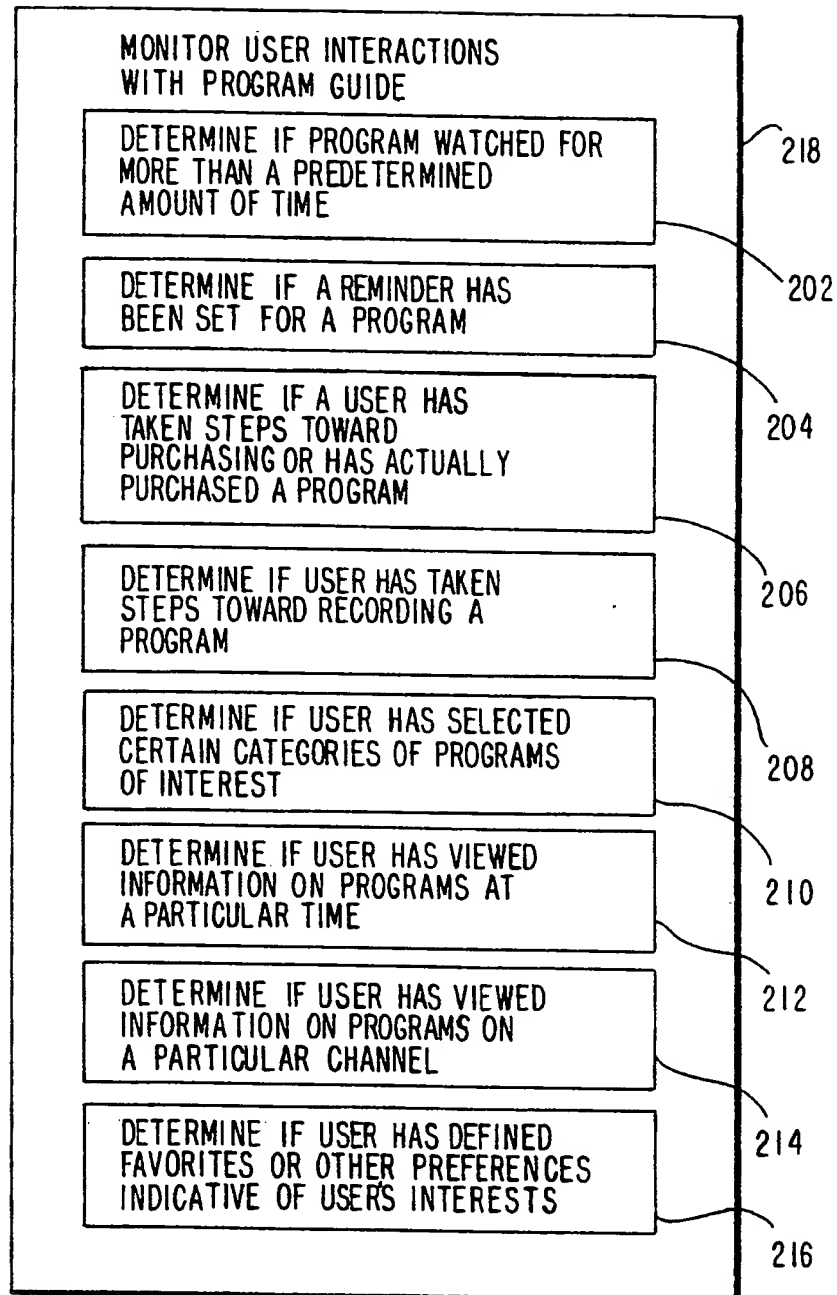 MONITOR USER INTERACTIONS
WITH PROGRAM GUIDE
DETERMINE IF PROGRAM WATCHED FOR
MORE THAN A PREDETERMINED
AMOUNT OF TIME
218
202
DETERMINE IF A REMINDER HAS
BEEN SET FOR A PROGRAM
204
DETERMINE IF A USER HAS
TAKEN STEPS TOWARD
PURCHASING OR HAS ACTUALLY
PURCHASED A PROGRAM
206
DETERMINE IF USER HAS TAKEN
STEPS TOWARD RECORDING A
PROGRAM
208
DETERMINE IF USER HAS SELECTED
CERTAIN CATEGORIES OF PROGRAMS
OF INTEREST
210
DETERMINE IF USER HAS VIEWED
INFORMATION ON PROGRAMS AT
A PARTICULAR TIME
212
DETERMINE IF USER HAS VIEWED
INFORMATION ON PROGRAMS ON
A PARTICULAR CHANNEL
214
DETERMINE IF USER HAS DEFINED
FAVORITES OR OTHER PREFERENCES
INDICATIVE OF USER'S INTERESTS
216